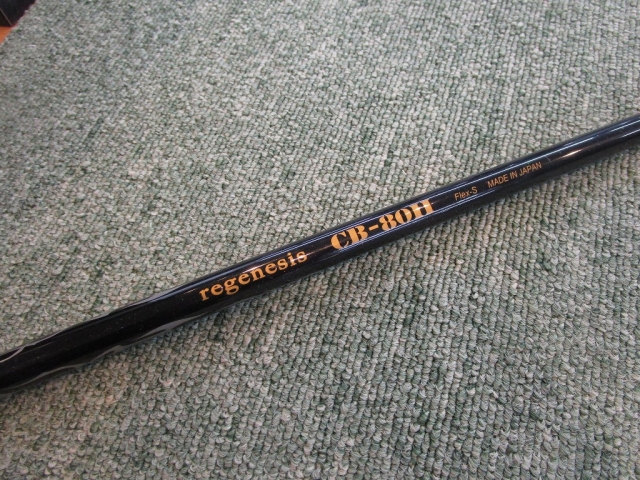 regenesis CB-80H Flex-S MADE IN JAPAN